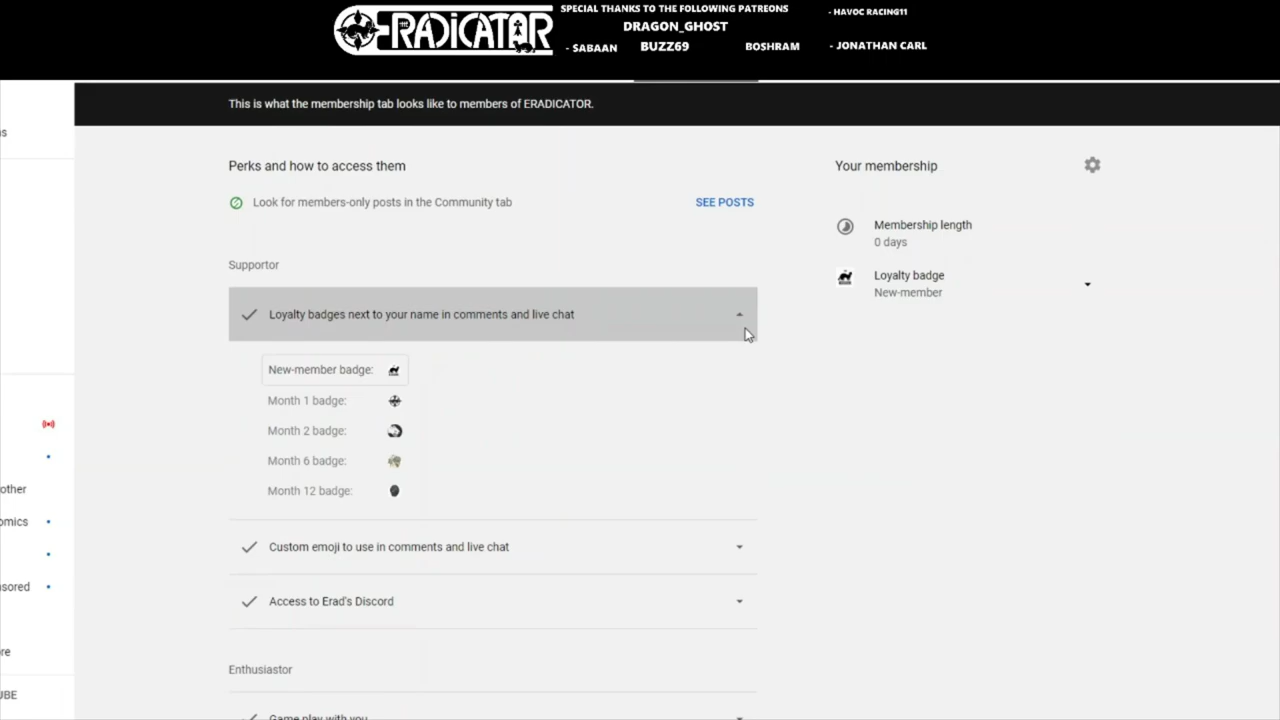 ERADICATOR
SPECIAL THANKS TO THE FOLLOWING PATREONS
- HAVOC RACING11
DRAGON_GHOST
- SABAAN
BUZZ69
BOSHRAM
- JONATHAN CARL
This is what the membership tab looks like to members of ERADICATOR.
Perks and how to access them
Look for members-only posts in the Community tab
SEE POSTS
Supportor
Loyalty badges next to your name in comments and live chat
New-member badge:
Month 1 badge:
Month 2 badge:
Month 6 badge:
Month 12 badge:
Custom emoji to use in comments and live chat
Access to Erad's Discord
Enthusiastor
Game play with you
Your membership
Membership length
0 days
Loyalty badge
New-member
s
other
omics
sored
re
UBE